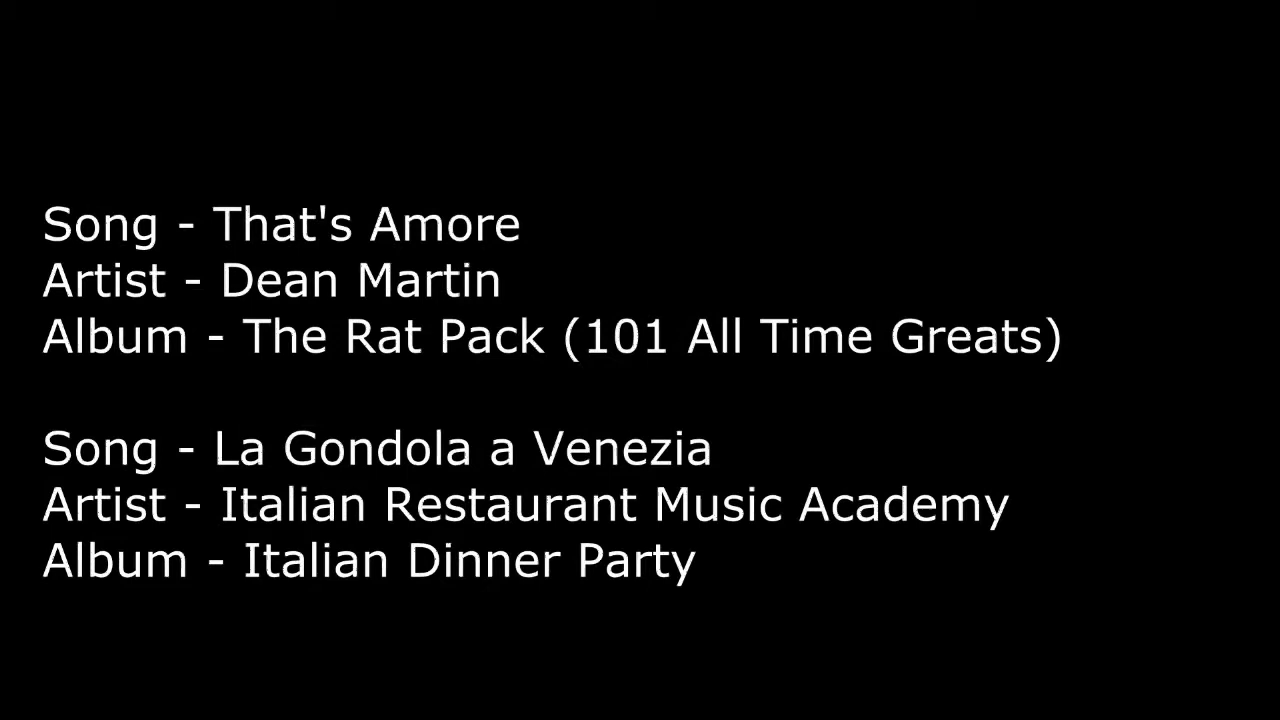 Song - That's Amore
Artist - Dean Martin
Album - The Rat Pack (101 All Time Greats)
Song - La Gondola a Venezia
Artist - Italian Restaurant Music Academy
Album - Italian Dinner Party